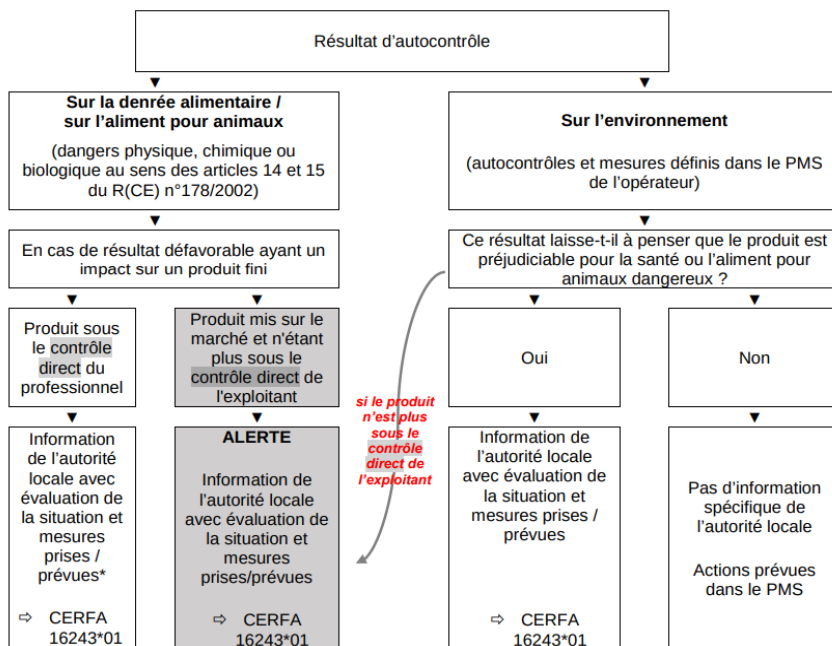 Résultat d'autocontrôle
Sur la denrée alimentaire /
sur l'aliment pour animaux
(dangers physique, chimique ou
biologique au sens des articles 14 et 15
du R(CE) n°178/2002)
Sur l'environnement
(autocontrôles et mesures définis dans le PMS
de l'opérateur)
En cas de résultat défavorable ayant un
impact sur un produit fini
Ce résultat laisse-t-il à penser que le produit est
préjudiciable pour la santé ou l'aliment pour
animaux dangereux ?
Produit sous
le contrôle
direct du
professionnel
Produit mis sur le
marché et n'étant
plus sous le
contrôle direct de
l'exploitant
Oui
Non
si le produit
n'est plus
sous le
contrôle
direct de
l'exploitant
Information
de l'autorité
locale avec
évaluation de
la situation et
mesures
prises /
prévues*
⇨ CERFA
16243*01
ALERTE
Information de
l'autorité locale
avec évaluation de
la situation et
mesures
prises/prévues
⇨ CERFA
16243*01
Information de
l'autorité locale
avec évaluation de
la situation et
mesures prises /
prévues
⇨ CERFA
16243*01
Pas d'information
spécifique de
l'autorité locale
Actions prévues
dans le PMS